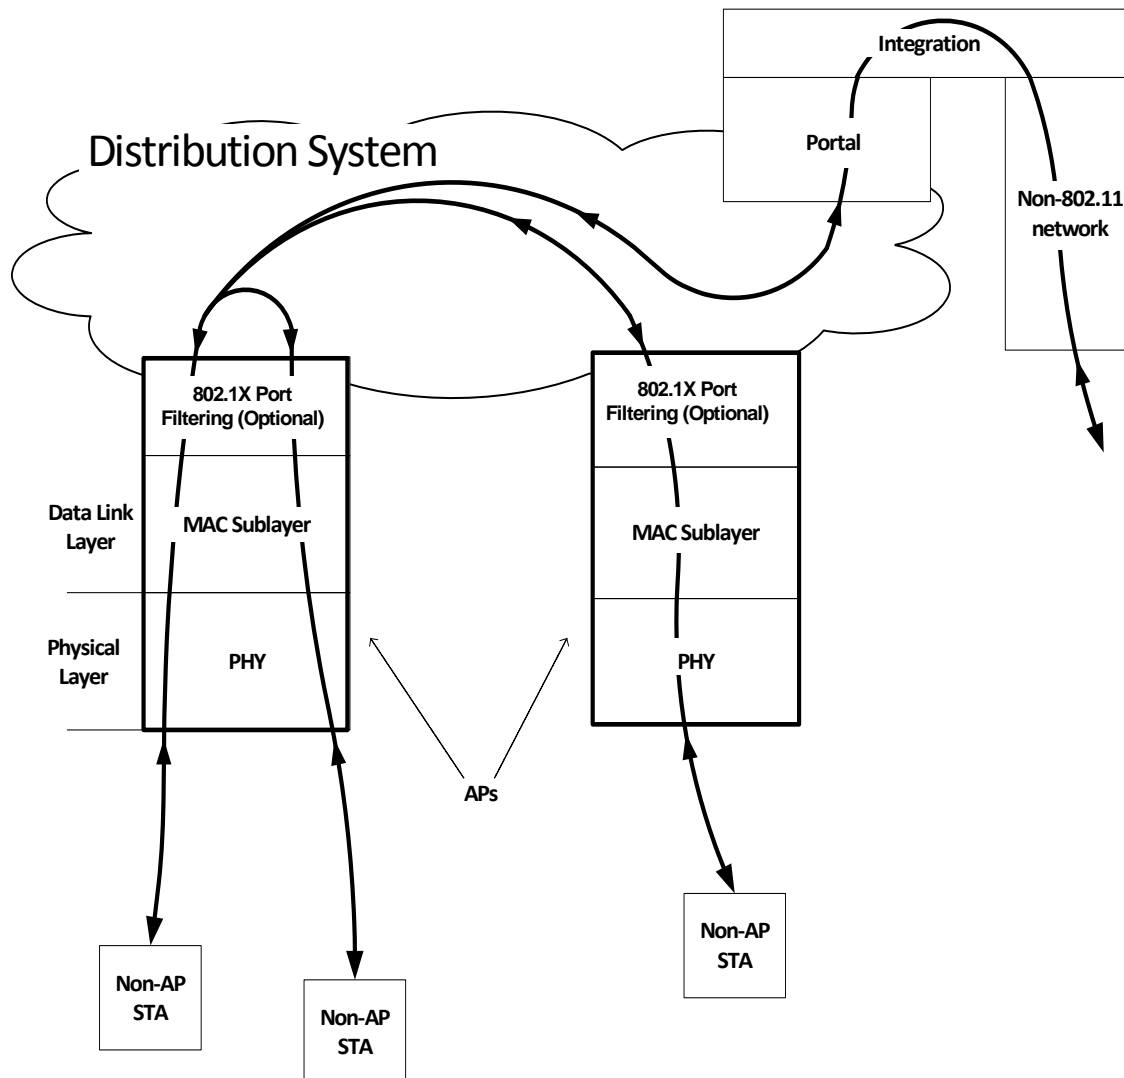 Integration
Distribution System
Portal
Non-802.11
network
802.1X Port
Filtering (Optional)
802.1X Port
Filtering (Optional)
Data Link
Layer
MAC Sublayer
MAC Sublayer
Physical
Layer
PHY
PHY
APs
Non-AP
STA
Non-AP
STA
Non-AP
STA